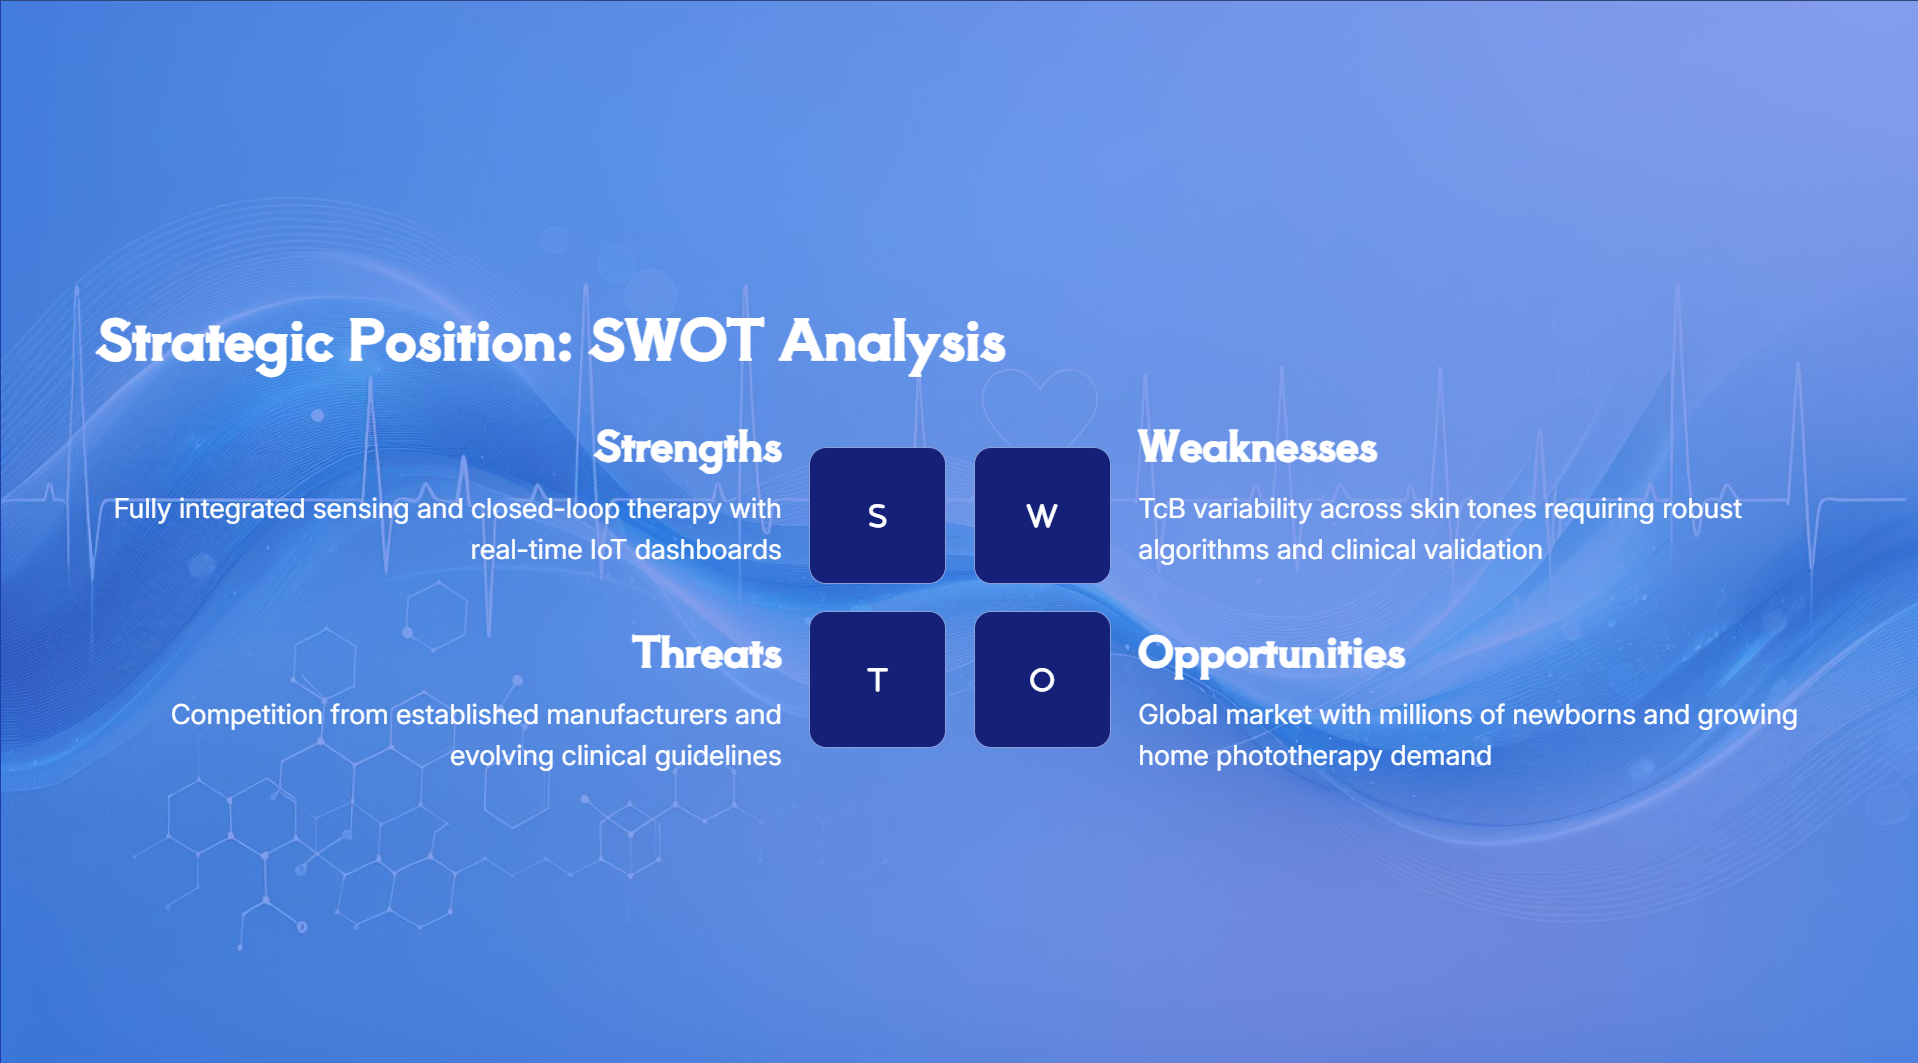 Strategic Position: SWOT Analysis
Strengths
Fully integrated sensing and closed-loop therapy with
real-time IoT dashboards
S
W
Weaknesses
TcB variability across skin tones requiring robust
algorithms and clinical validation
Threats
Competition from established manufacturers and
evolving clinical guidelines
T
O
Opportunities
Global market with millions of newborns and growing
home phototherapy demand